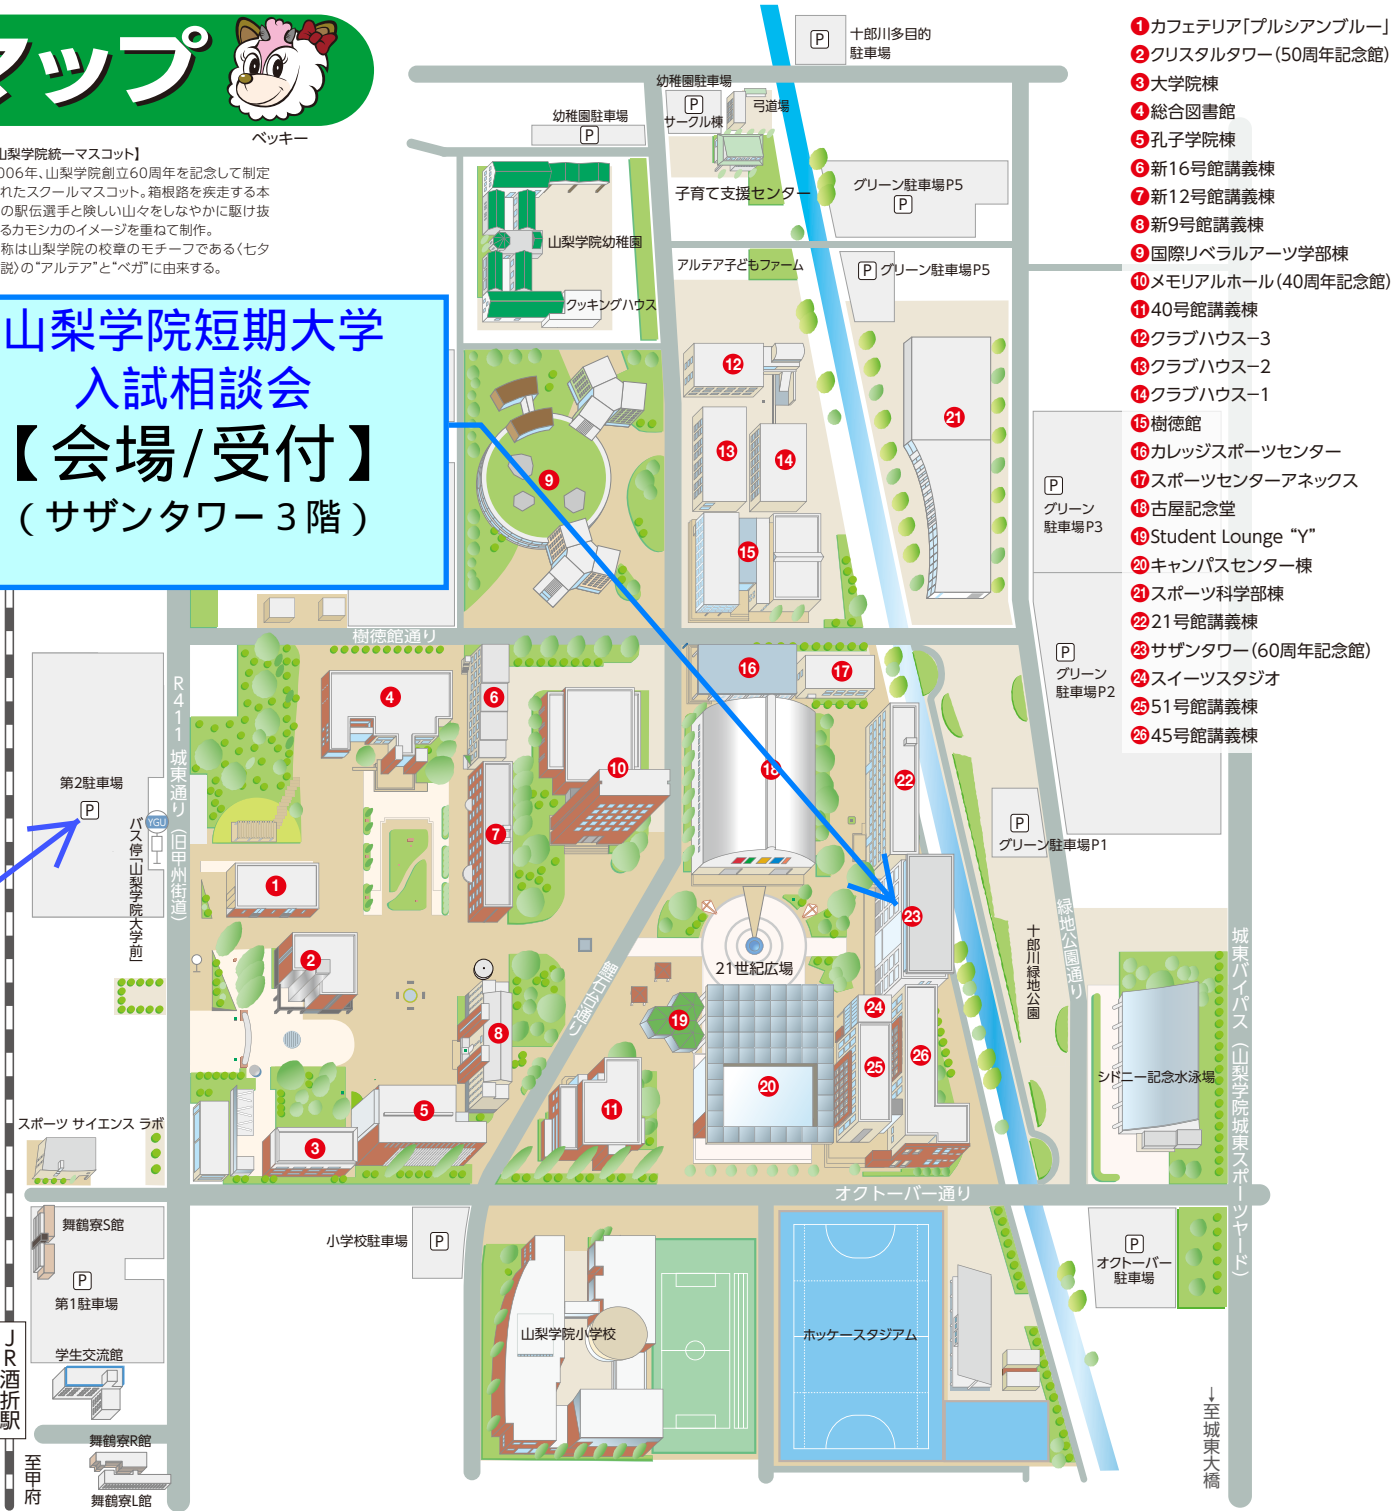 マップ
ベッキー
山梨学院統一マスコット】
006年、山梨学院創立60周年を記念して制定
れたスクールマスコット。箱根路を疾走する本
の駅伝選手と険しい山々をしなやかに駆け抜
るカモシカのイメージを重ねて制作。
称は山梨学院の校章のモチーフである〈七夕
説〉の“アルテア”と“ベガ”に由来する。
山梨学院短期大学
入試相談会
【会場/受付】
(サザンタワー3階)
1カフェテリア「プルシアンブルー」
2クリスタルタワー(50周年記念館)
3大学院棟
4総合図書館
5孔子学院棟
6新16号館講義棟
7新12号館講義棟
8新9号館講義棟
9国際リベラルアーツ学部棟
10メモリアルホール(40周年記念館)
1140号館講義棟
12クラブハウス−3
13クラブハウス−2
14クラブハウス−1
15樹徳館
16カレッジスポーツセンター
17スポーツセンターアネックス
18古屋記念堂
19Student Lounge “Y”
20キャンパスセンター棟
21スポーツ科学部棟
2221号館講義棟
23サザンタワー(60周年記念館)
24スイーツスタジオ
2551号館講義棟
2645号館講義棟
P
十郎川多目的
駐車場
幼稚園駐車場
P
サークル棟
弓道場
幼稚園駐車場
P
子育て支援センター
グリーン駐車場P5
P
山梨学院幼稚園
アルテア子どもファーム
P グリーン駐車場P5
クッキングハウス
12
13
14
21
9
15
P
グリーン
駐車場P3
樹徳館通り
P
グリーン
駐車場P2
R411 城東通り(旧甲州街道)
4
6
16
17
10
18
22
第2駐車場
P
YGU
バス停「山梨学院大学前」
7
P
グリーン駐車場P1
1
23
緑地公園通り
十郎川緑地公園
城東バイパス(山梨学院城東スポーツヤード)
2
21世紀広場
8
19
24
25
26
20
5
11
3
シドニー記念水泳場
スポーツ サイエンス ラボ
オクトーバー通り
舞鶴寮S館
P
第1駐車場
小学校駐車場
P
P
オクトーバー
駐車場
山梨学院小学校
ホッケースタジアム
学生交流館
JR酒折駅
舞鶴寮R館
至甲府
舞鶴寮L館
↓至城東大橋